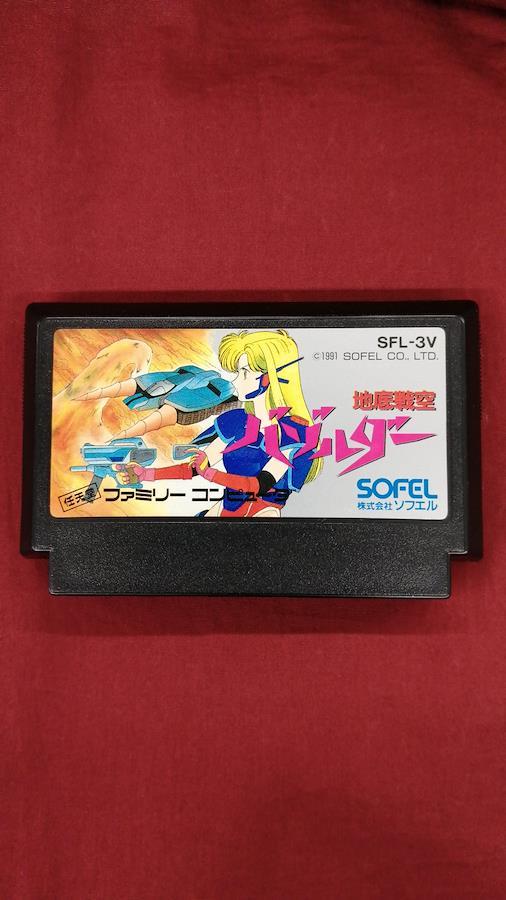 SFL-3V
©1991 SOFEL CO., LTD.
地底戦空
バゾルダー
SOFEL
株式会社 ソフエル
任天堂 ファミリー コンピュータ